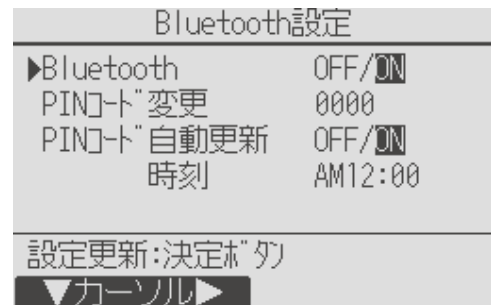 Bluetooth設定
▶Bluetooth OFF/ON
PINｺｰﾄﾞ変更 0000
PINｺｰﾄﾞ自動更新 OFF/ON
時刻 AM12:00
設定更新:決定ﾎﾞﾀﾝ
▼カーソル▶